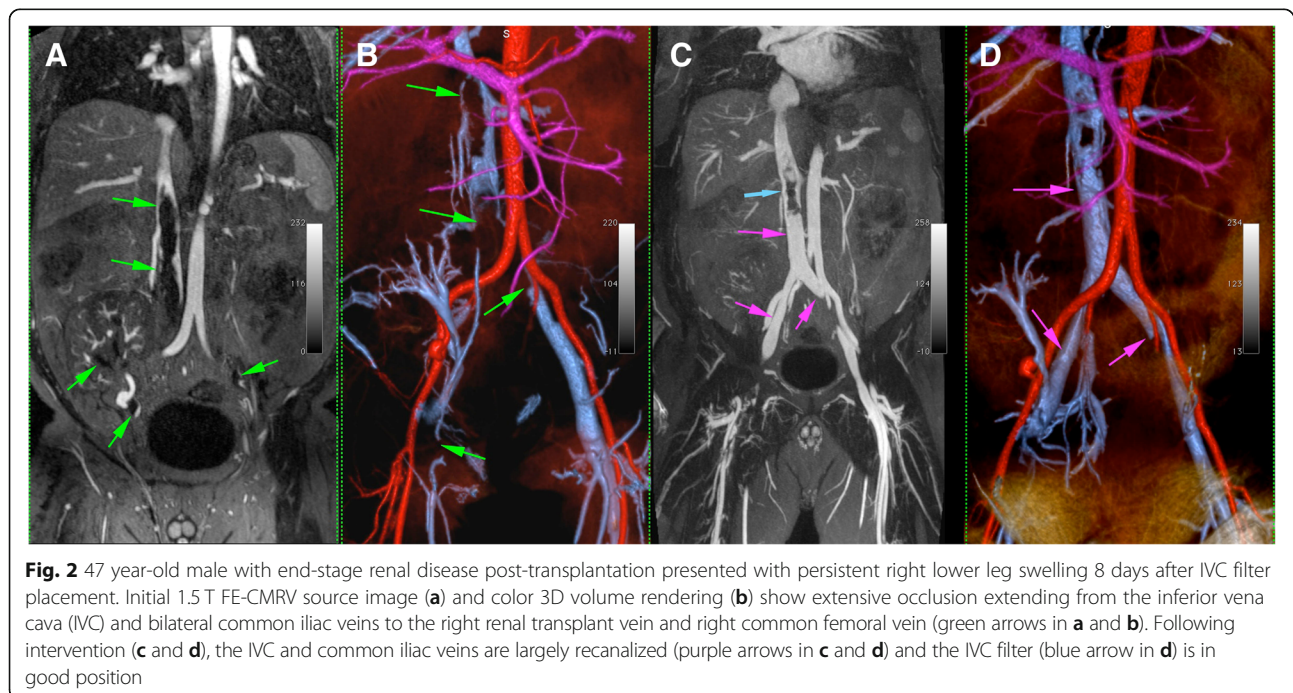 A
B
S
C
D
232
116
0
220
104
-11
258
124
-10
234
123
13
Fig. 2 47 year-old male with end-stage renal disease post-transplantation presented with persistent right lower leg swelling 8 days after IVC filter
placement. Initial 1.5 T FE-CMRV source image (a) and color 3D volume rendering (b) show extensive occlusion extending from the inferior vena
cava (IVC) and bilateral common iliac veins to the right renal transplant vein and right common femoral vein (green arrows in a and b). Following
intervention (c and d), the IVC and common iliac veins are largely recanalized (purple arrows in c and d) and the IVC filter (blue arrow in d) is in
good position